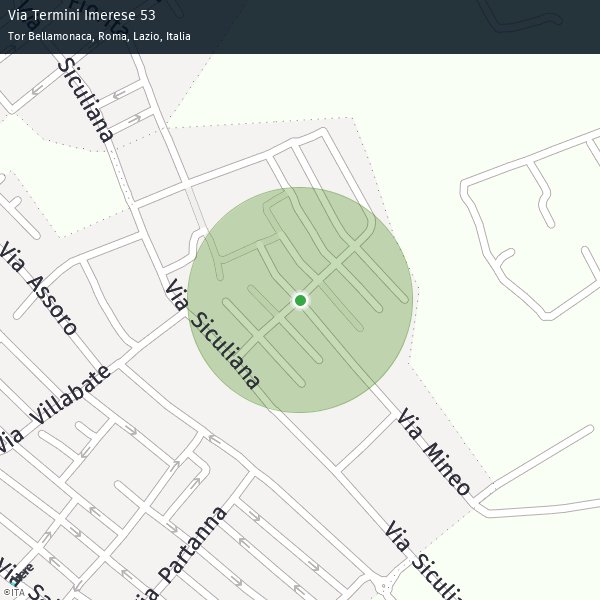 Via Termini Imerese 53
Tor Bellamonaca, Roma, Lazio, Italia
Siculiana
Via Assoro
Via Siculiana
Via Villabate
Via Mineo
Via Partanna
Via
©ITA